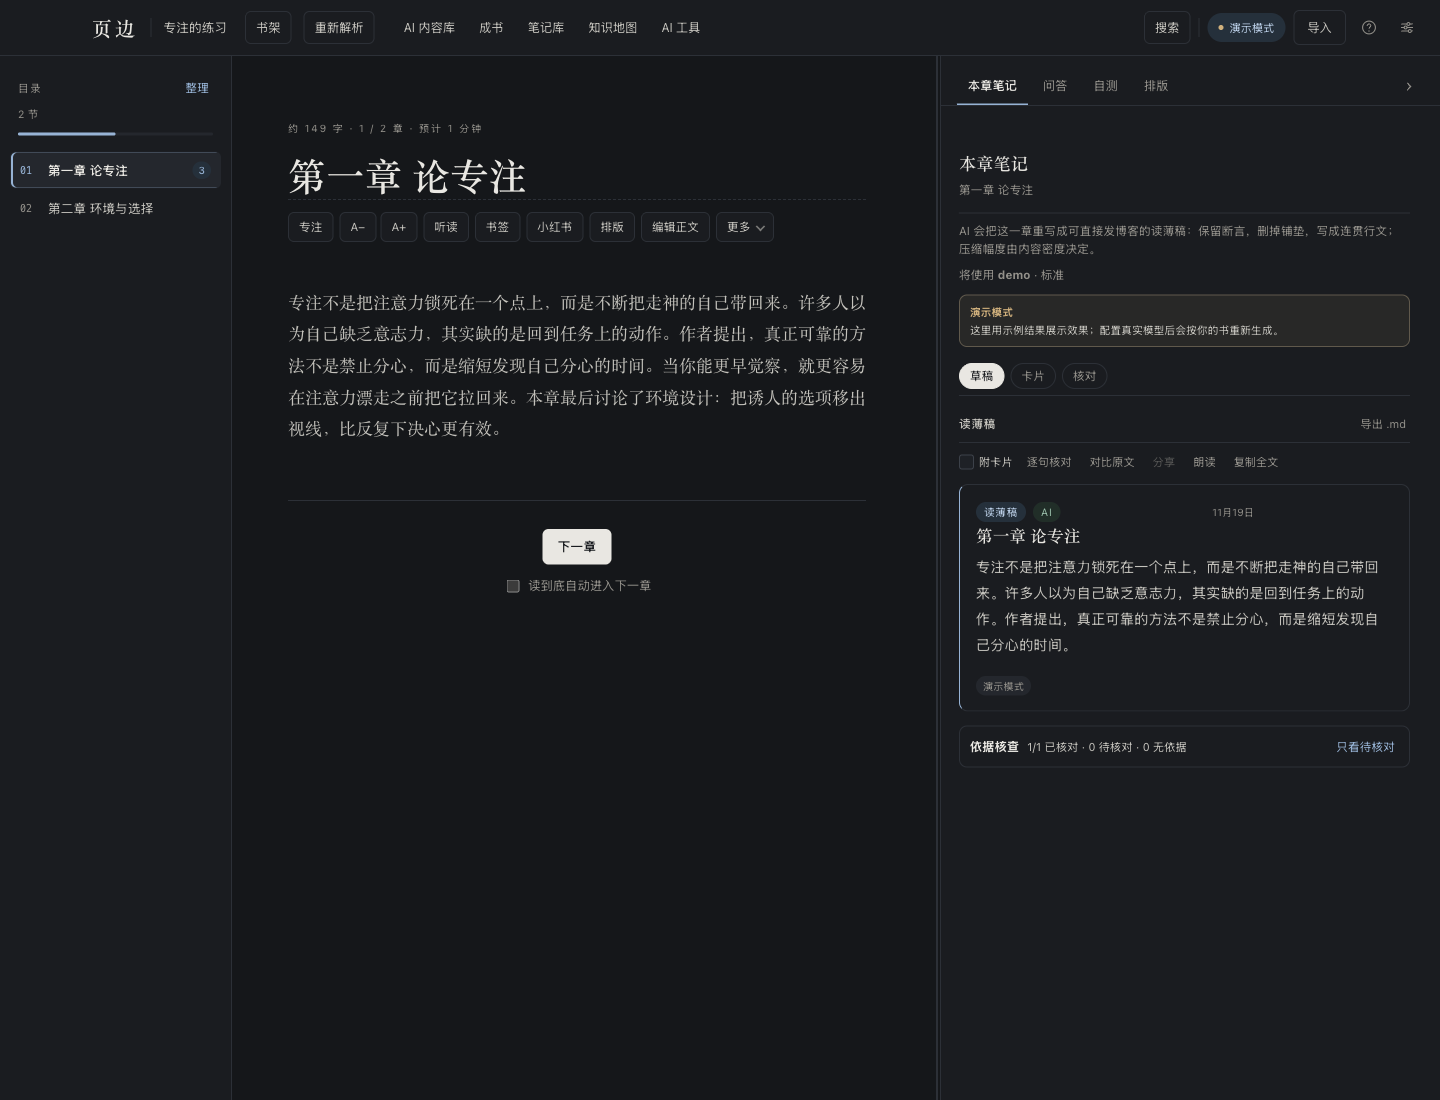 页边
专注的练习
书架
重新解析
AI 内容库
成书
笔记库
知识地图
AI 工具
搜索
演示模式
导入
目录
整理
2 节
01 第一章 论专注 3
02 第二章 环境与选择
约 149 字 · 1 / 2 章 · 预计 1 分钟
第一章 论专注
专注
A−
A+
听读
书签
小红书
排版
编辑正文
更多
专注不是把注意力锁死在一个点上，而是不断把走神的自己带回来。许多人以
为自己缺乏意志力，其实缺的是回到任务上的动作。作者提出，真正可靠的方
法不是禁止分心，而是缩短发现自己分心的时间。当你能更早觉察，就更容易
在注意力漂走之前把它拉回来。本章最后讨论了环境设计：把诱人的选项移出
视线，比反复下决心更有效。
下一章
读到底自动进入下一章
本章笔记
问答
自测
排版
本章笔记
第一章 论专注
AI 会把这一章重写成可直接发博客的读薄稿：保留断言，删掉铺垫，写成连贯行文；
压缩幅度由内容密度决定。
将使用 demo · 标准
演示模式
这里用示例结果展示效果；配置真实模型后会按你的书重新生成。
草稿
卡片
核对
读薄稿
导出 .md
附卡片
逐句核对
对比原文
分享
朗读
复制全文
读薄稿
AI
11月19日
第一章 论专注
专注不是把注意力锁死在一个点上，而是不断把走神的自己带回
来。许多人以为自己缺乏意志力，其实缺的是回到任务上的动
作。作者提出，真正可靠的方法不是禁止分心，而是缩短发现自
己分心的时间。
演示模式
依据核查 1/1 已核对 · 0 待核对 · 0 无依据
只看待核对